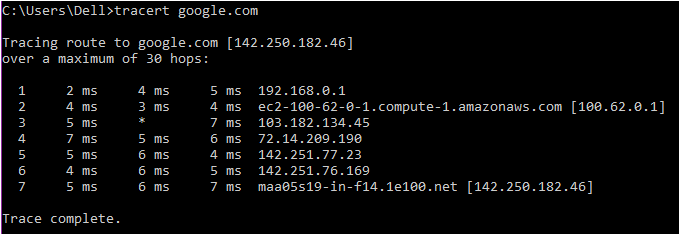 C:\Users\Dell>tracert google.com
Tracing route to google.com [142.250.182.46]
over a maximum of 30 hops:
1 2 ms 4 ms 5 ms 192.168.0.1
2 4 ms 3 ms 4 ms ec2-100-62-0-1.compute-1.amazonaws.com [100.62.0.1]
3 5 ms * 7 ms 103.182.134.45
4 7 ms 5 ms 6 ms 72.14.209.190
5 5 ms 6 ms 4 ms 142.251.77.23
6 4 ms 6 ms 5 ms 142.251.76.169
7 5 ms 6 ms 7 ms maa05s19-in-f14.1e100.net [142.250.182.46]
Trace complete.